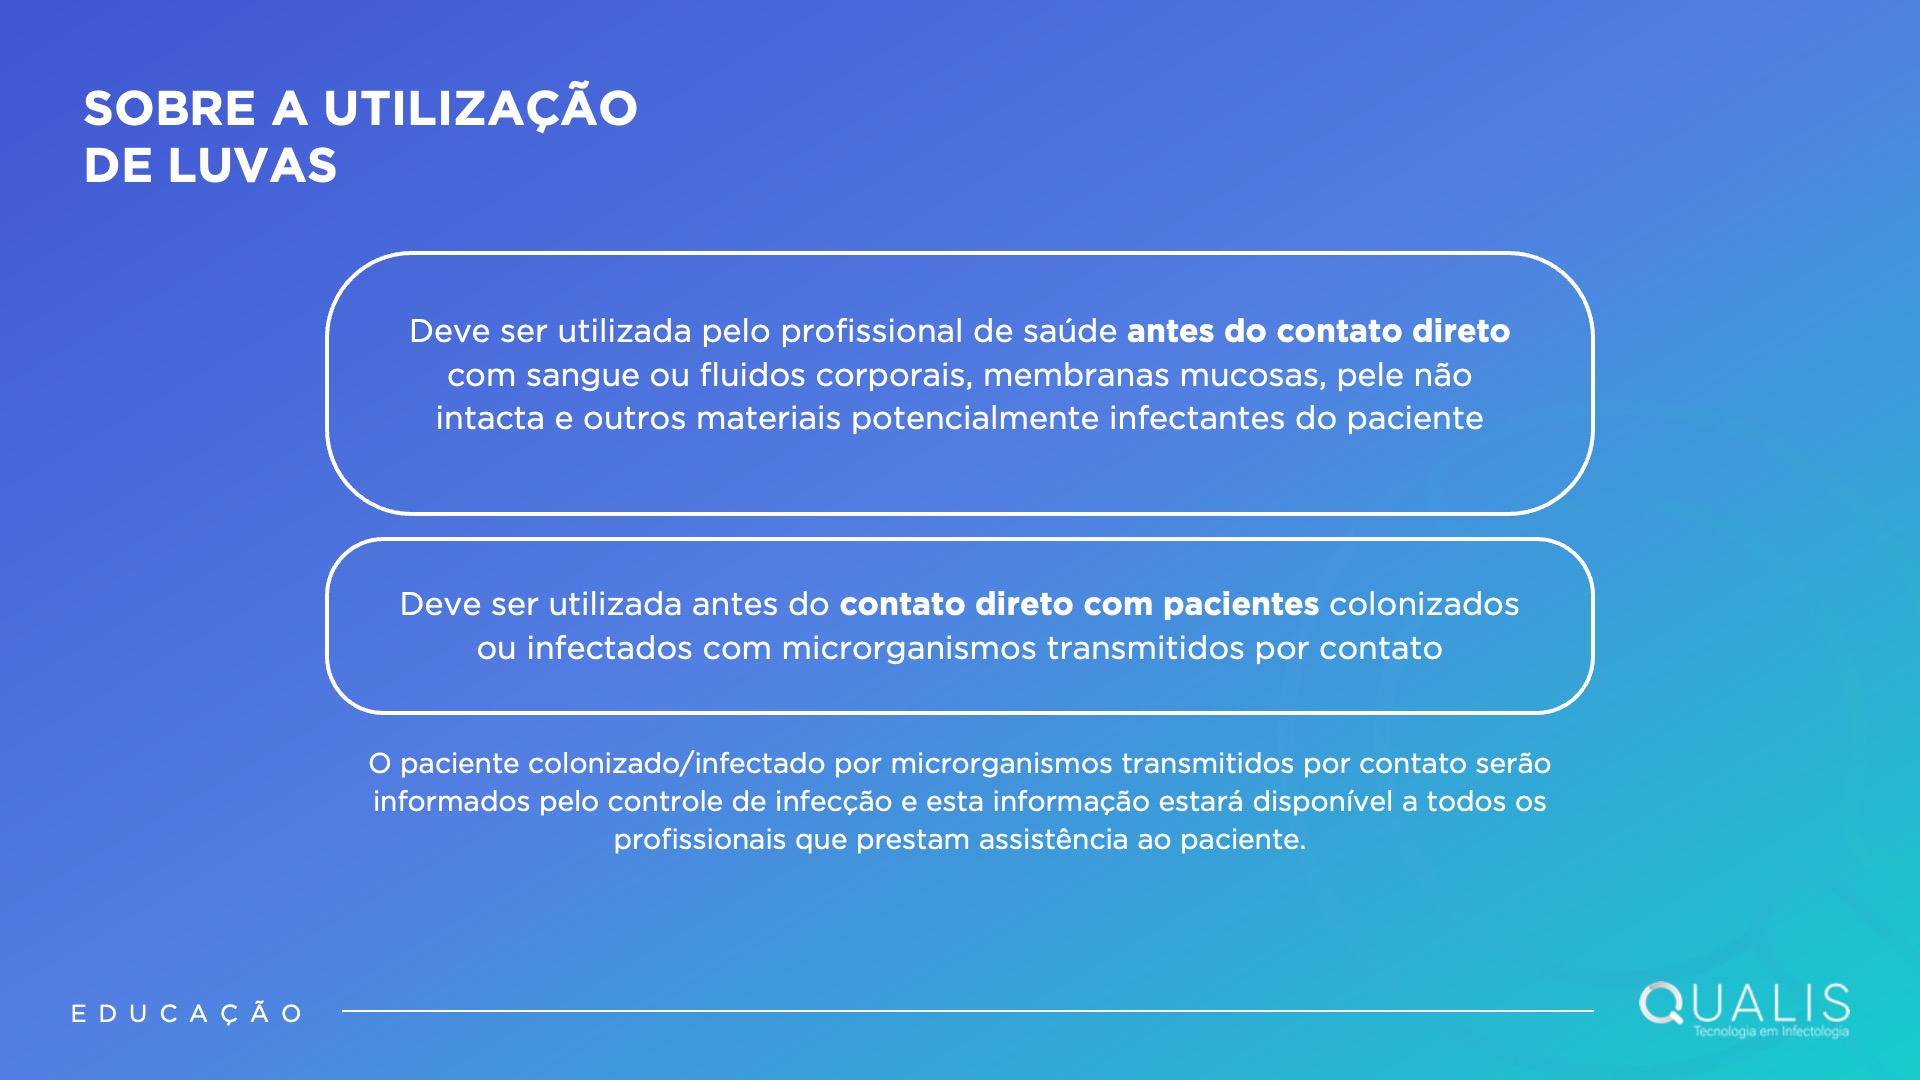 SOBRE A UTILIZAÇÃO
DE LUVAS
Deve ser utilizada pelo profissional de saúde antes do contato direto
com sangue ou fluidos corporais, membranas mucosas, pele não
intacta e outros materiais potencialmente infectantes do paciente
Deve ser utilizada antes do contato direto com pacientes colonizados
ou infectados com microrganismos transmitidos por contato
O paciente colonizado/infectado por microrganismos transmitidos por contato serão
informados pelo controle de infecção e esta informação estará disponível a todos os
profissionais que prestam assistência ao paciente.
EDUCAÇÃO
QUALIS
Tecnologia em Infectologia